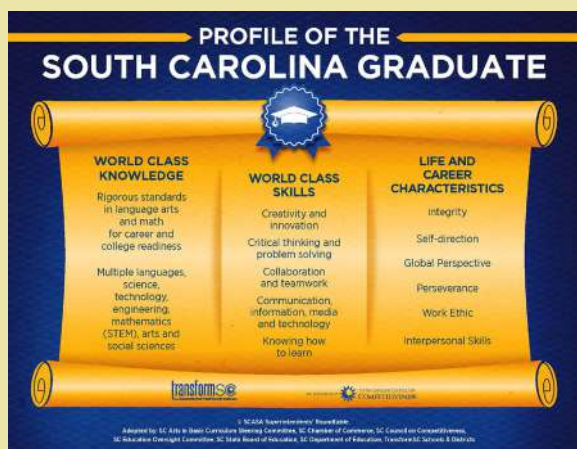 PROFILE OF THE
SOUTH CAROLINA GRADUATE
WORLD CLASS
KNOWLEDGE
Rigorous standards
in language arts
and math
for career and
college readiness
Multiple languages,
science,
technology,
engineering,
mathematics
(STEM), arts and
social sciences
WORLD CLASS
SKILLS
Creativity and
innovation
Critical thinking and
problem solving
Collaboration
and teamwork
Communication,
information, media
and technology
Knowing how
to learn
LIFE AND
CAREER
CHARACTERISTICS
Integrity
Self-direction
Global Perspective
Perseverance
Work Ethic
Interpersonal Skills
transformSC
COMPETITIVENESS
© SCASA Superintendents' Roundtable
Adopted by: SC Arts in Basic Curriculum Steering Committee, SC Chamber of Commerce, SC Council on Competitiveness,
SC Education Oversight Committee, SC State Board of Education, SC Department of Education, TransformSC Schools & Districts